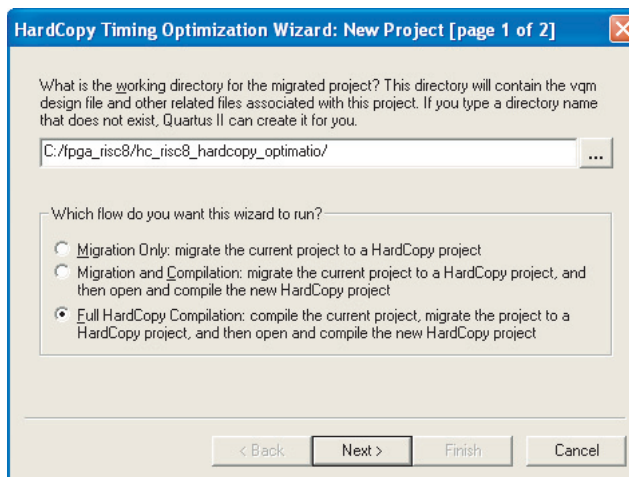 HardCopy Timing Optimization Wizard: New Project [page 1 of 2]
What is the working directory for the migrated project? This directory will contain the vqm
design file and other related files associated with this project. If you type a directory name
that does not exist, Quartus II can create it for you.
C:/fpga_risc8/hc_risc8_hardcopy_optimatio/
...
Which flow do you want this wizard to run?
Migration Only: migrate the current project to a HardCopy project
Migration and Compilation: migrate the current project to a HardCopy project, and
then open and compile the new HardCopy project
Full HardCopy Compilation: compile the current project, migrate the project to a
HardCopy project, and then open and compile the new HardCopy project
< Back
Next >
Finish
Cancel